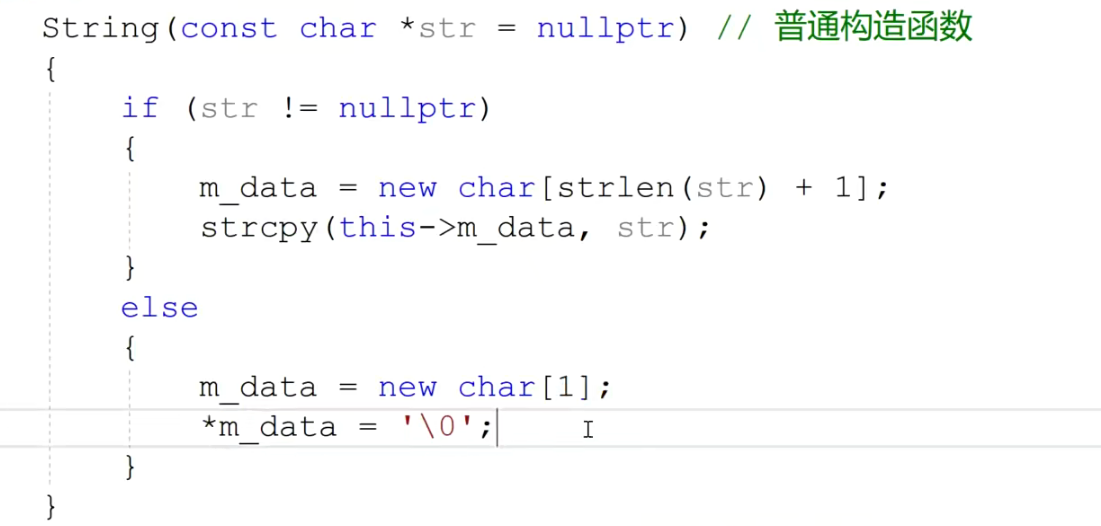 String(const char *str = nullptr) // 普通构造函数
{
if (str != nullptr)
{
m_data = new char[strlen(str) + 1];
strcpy(this->m_data, str);
}
else
{
m_data = new char[1];
*m_data = '\0';
}
}